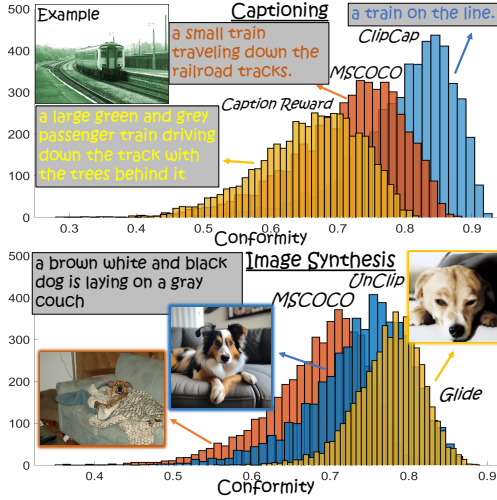 Captioning
Example
500
400
300
200
100
0
a small train
traveling down the
railroad tracks.
a train on the line.
ClipCap
MSCOCO
Caption Reward
a large green and grey
passenger train driving
down the track with
the trees behind it
0.3
0.4
0.5
0.6
0.7
0.8
0.9
Conformity
Image Synthesis
500
400
300
200
100
0
a brown white and black
dog is laying on a gray
couch
UnClip
MSCOCO
Glide
0.4
0.5
0.6
0.7
0.8
0.9
Conformity